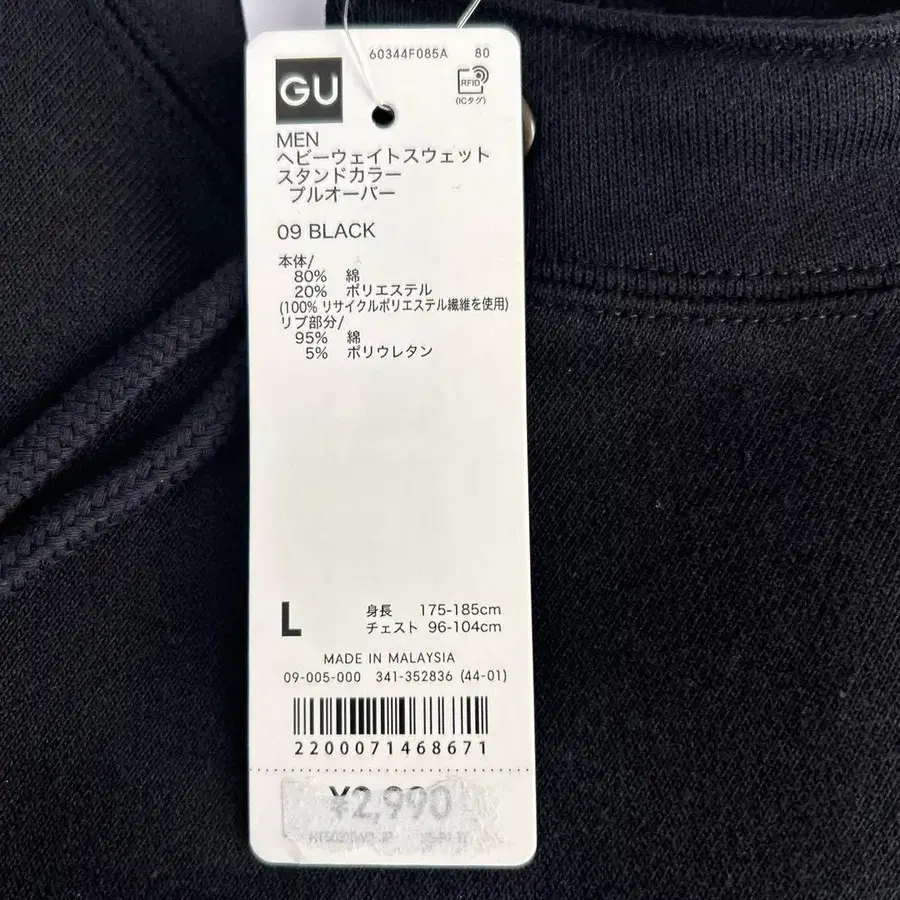 60344F085A 80
GU
RFID
(ICタグ)
MEN
ヘビーウェイトスウェット
スタンドカラー
プルオーバー
09 BLACK
本体/
80% 綿
20% ポリエステル
(100% リサイクルポリエステル繊維を使用)
リブ部分/
95% 綿
5% ポリウレタン
L
身長 175-185cm
チェスト 96-104cm
MADE IN MALAYSIA
09-005-000 341-352836 (44-01)
2200071468671
¥2,990